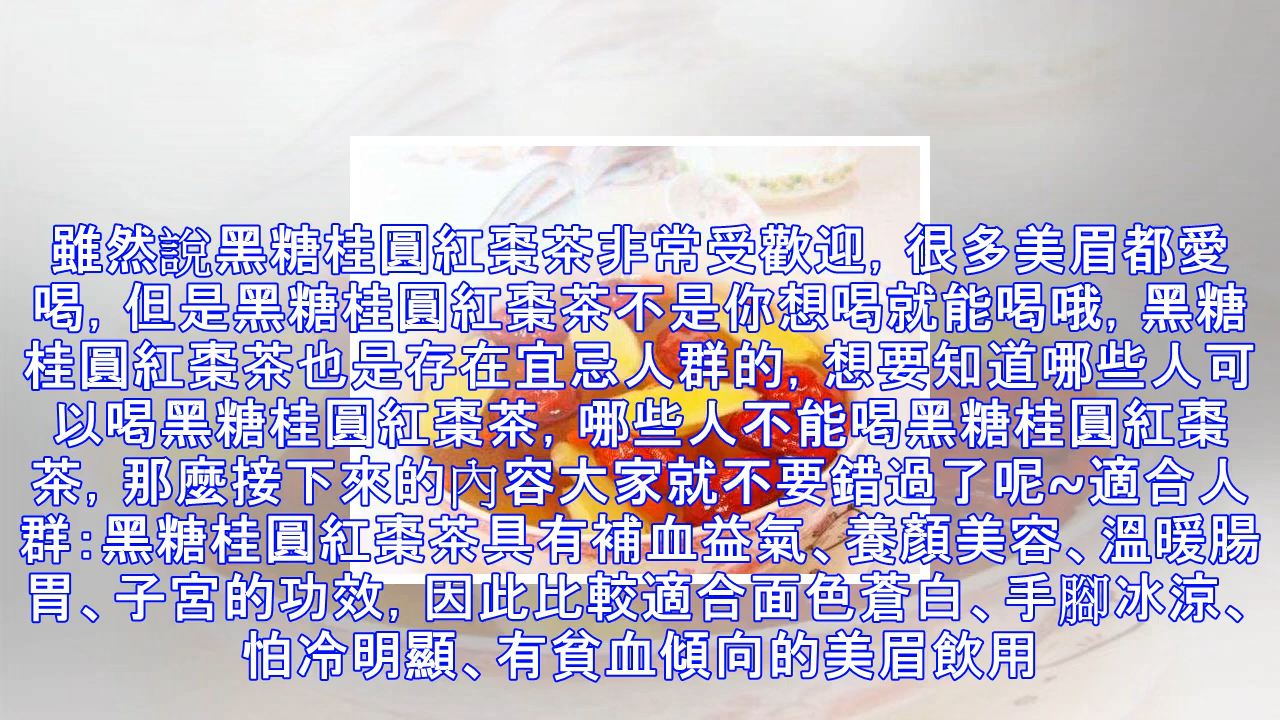 雖然說黑糖桂圓紅棗茶非常受歡迎, 很多美眉都愛
喝, 但是黑糖桂圓紅棗茶不是你想喝就能喝哦, 黑糖
桂圓紅棗茶也是存在宜忌人群的, 想要知道哪些人可
以喝黑糖桂圓紅棗茶, 哪些人不能喝黑糖桂圓紅棗
茶, 那麼接下來的內容大家就不要錯過了呢~適合人
群:黑糖桂圓紅棗茶具有補血益氣、養顏美容、溫暖腸
胃、子宮的功效, 因此比較適合面色蒼白、手腳冰涼、
怕冷明顯、有貧血傾向的美眉飲用